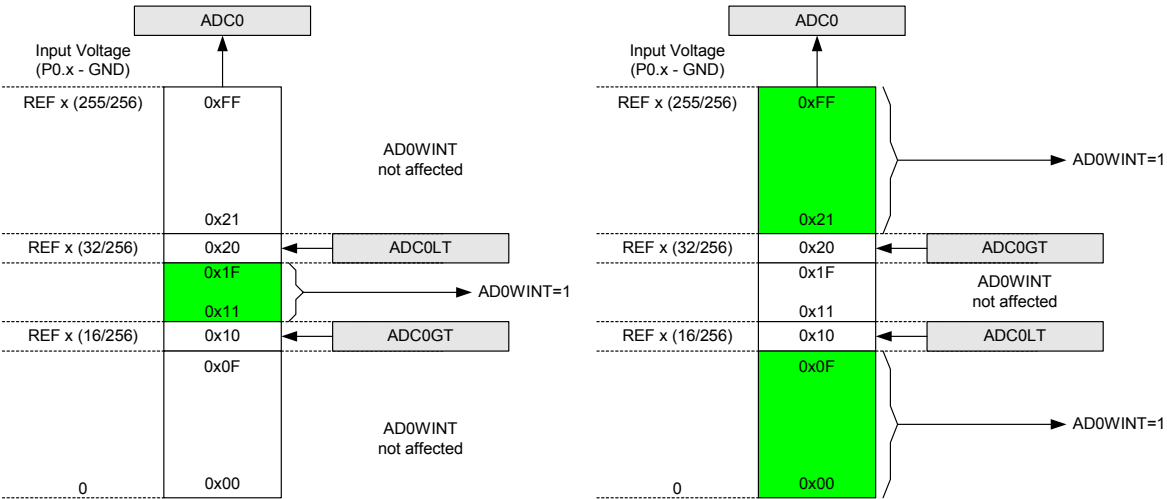 ADC0
Input Voltage
(P0.x - GND)
REF x (255/256)
0xFF
AD0WINT
not affected
0x21
REF x (32/256)
0x20
ADC0LT
0x1F
AD0WINT=1
0x11
REF x (16/256)
0x10
ADC0GT
0x0F
AD0WINT
not affected
0
0x00
ADC0
Input Voltage
(P0.x - GND)
REF x (255/256)
0xFF
AD0WINT=1
0x21
REF x (32/256)
0x20
ADC0GT
0x1F
AD0WINT
not affected
0x11
REF x (16/256)
0x10
ADC0LT
0x0F
AD0WINT=1
0
0x00